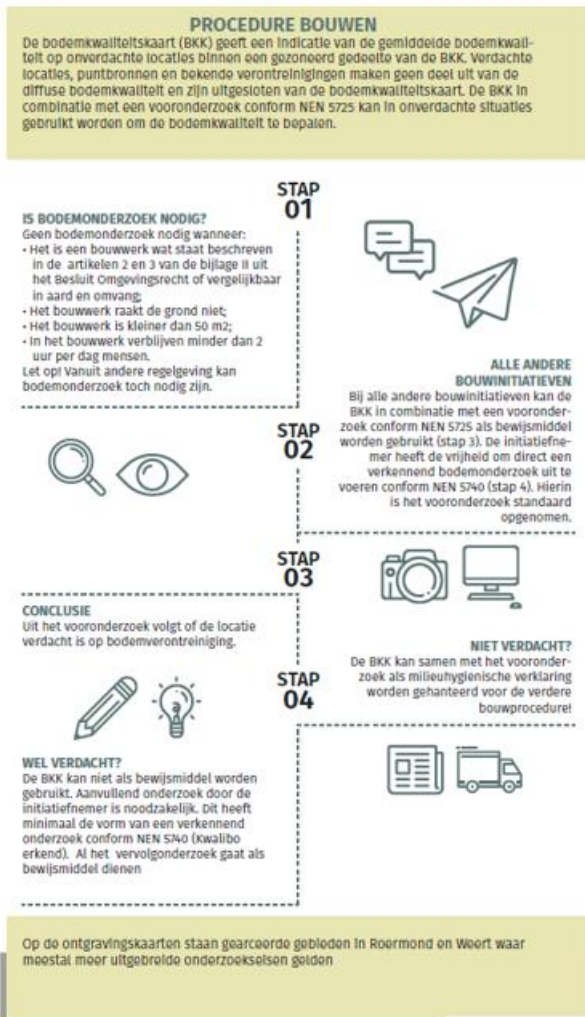 PROCEDURE BOUWEN
De bodemkwaliteitskaart (BKK) geeft een indicatie van de gemiddelde bodemkwali-
teit op onverdachte locaties binnen een gezoneerd gedeelte van de BKK. Verdachte
locaties, puntbronnen en bekende verontreinigingen maken geen deel uit van de
diffuse bodemkwaliteit en zijn uitgesloten van de bodemkwaliteitskaart. De BKK in
combinatie met een vooronderzoek conform NEN 5725 kan in onverdachte situaties
gebruikt worden om de bodemkwaliteit te bepalen.
STAP
01
IS BODEMONDERZOEK NODIG?
Geen bodemonderzoek nodig wanneer:
• Het is een bouwwerk wat staat beschreven
in de artikelen 2 en 3 van de bijlage II uit
het Besluit Omgevingsrecht of vergelijkbaar
in aard en omvang;
• Het bouwwerk raakt de grond niet;
• Het bouwwerk is kleiner dan 50 m2;
• In het bouwwerk verblijven minder dan 2
uur per dag mensen.
Let op! Vanuit andere regelgeving kan
bodemonderzoek toch nodig zijn.
STAP
02
ALLE ANDERE
BOUWINITIATIEVEN
Bij alle andere bouwinitiatieven kan de
BKK in combinatie met een vooronder-
zoek conform NEN 5725 als bewijsmiddel
worden gebruikt (stap 3). De initiatiefne-
mer heeft de vrijheid om direct een
verkennend bodemonderzoek uit te
voeren conform NEN 5740 (stap 4). Hierin
is het vooronderzoek standaard
opgenomen.
STAP
03
CONCLUSIE
Uit het vooronderzoek volgt of de locatie
verdacht is op bodemverontreiniging.
NIET VERDACHT?
De BKK kan samen met het vooronder-
zoek als milieuhygienische verklaring
worden gehanteerd voor de verdere
bouwprocedure!
STAP
04
WEL VERDACHT?
De BKK kan niet als bewijsmiddel worden
gebruikt. Aanvullend onderzoek door de
initiatiefnemer is noodzakelijk. Dit heeft
minimaal de vorm van een verkennend
onderzoek conform NEN 5740 (Kwalibo
erkend). Al het vervolgonderzoek gaat als
bewijsmiddel dienen
Op de ontgravingskaarten staan gearceerde gebieden in Roermond en Weert waar
meestal meer uitgebreide onderzoekseisen gelden